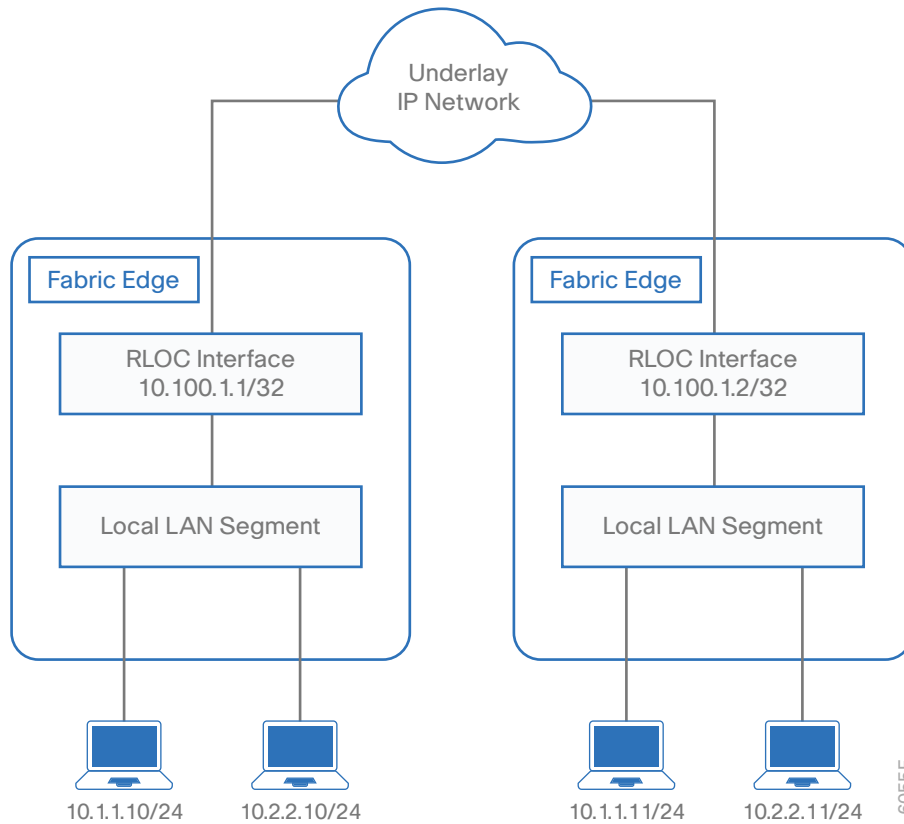 Underlay
IP Network
Fabric Edge
Fabric Edge
RLOC Interface
10.100.1.1/32
RLOC Interface
10.100.1.2/32
Local LAN Segment
Local LAN Segment
10.1.1.10/24
10.2.2.10/24
10.1.1.11/24
10.2.2.11/24